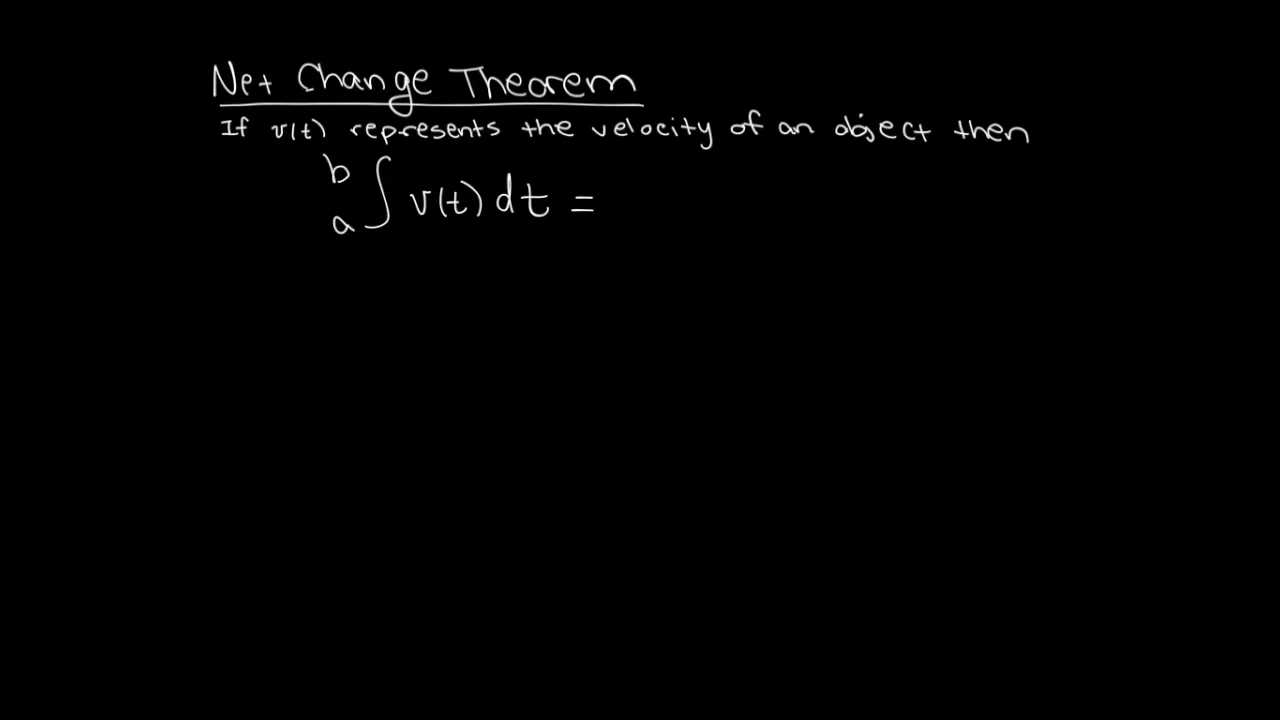 Net Change Theorem
If v(t) represents the velocity of an object then
b
a ∫ v(t) dt =